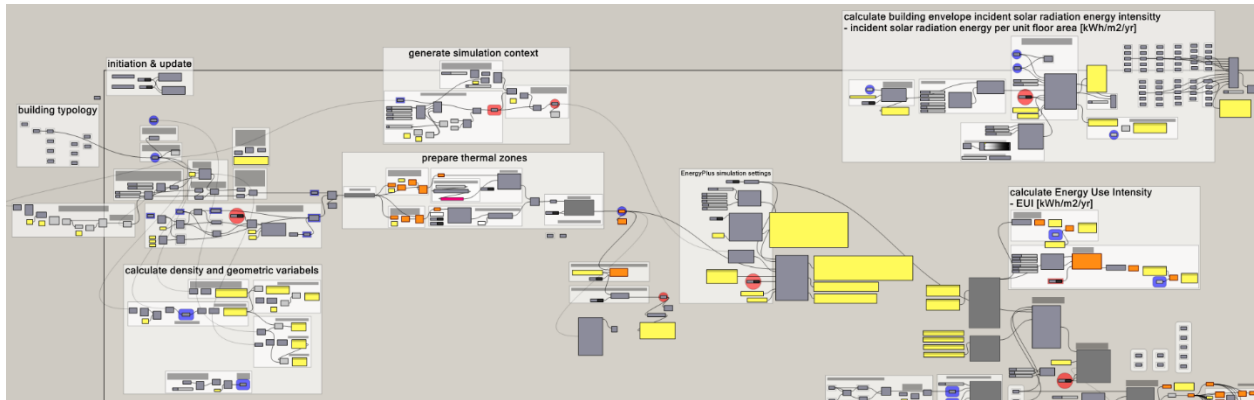 calculate building envelope incident solar radiation energy intensitty
- incident solar radiation energy per unit floor area [kWh/m2/yr]
generate simulation context
initiation & update
building typology
prepare thermal zones
EnergyPlus simulation settings
calculate Energy Use Intensity
- EUI [kWh/m2/yr]
calculate density and geometric variabels